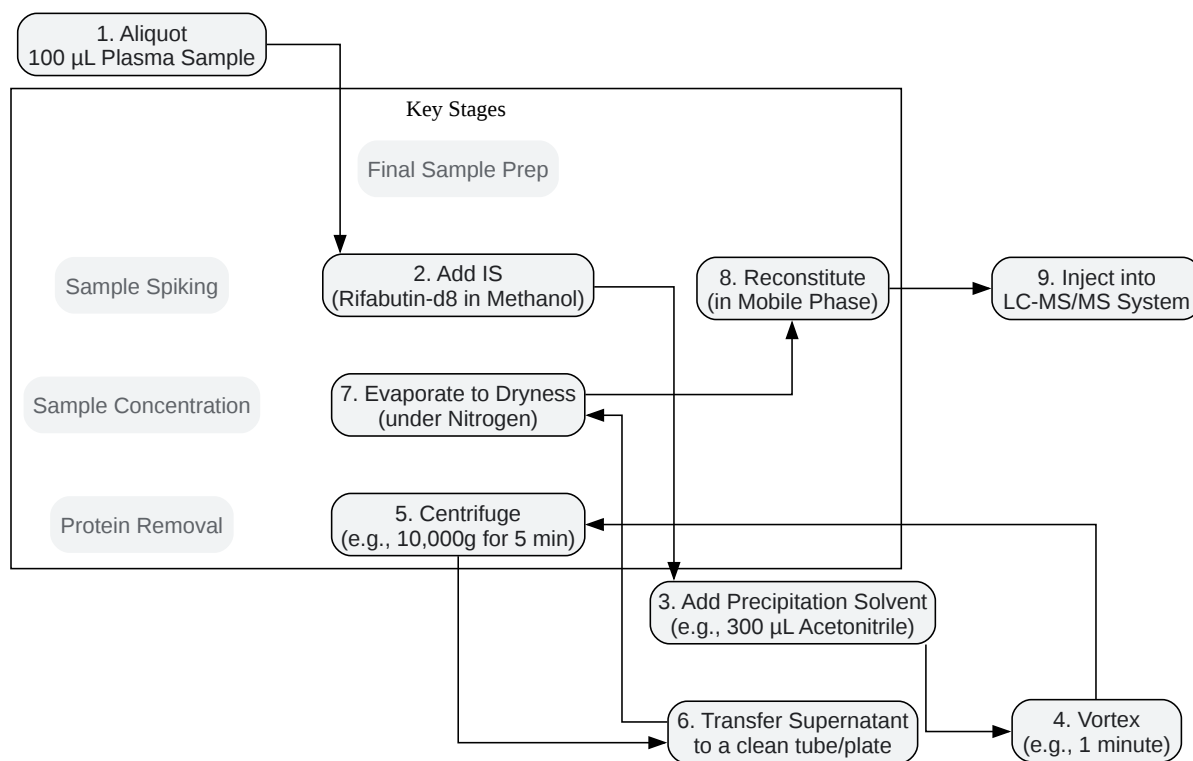 1. Aliquot
100 µL Plasma Sample
Key Stages
Final Sample Prep
Sample Spiking
2. Add IS
(Rifabutin-d8 in Methanol)
8. Reconstitute
(in Mobile Phase)
9. Inject into
LC-MS/MS System
Sample Concentration
7. Evaporate to Dryness
(under Nitrogen)
Protein Removal
5. Centrifuge
(e.g., 10,000g for 5 min)
3. Add Precipitation Solvent
(e.g., 300 µL Acetonitrile)
6. Transfer Supernatant
to a clean tube/plate
4. Vortex
(e.g., 1 minute)